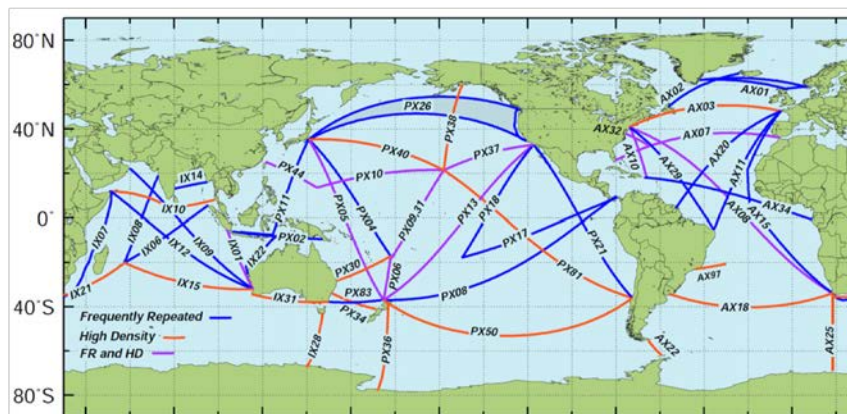 80°N
40°N
0°
40°S
80°S
PX26
PX38
AX02
AX01
AX03
AX32
AX07
AX10
AX20
AX11
AX29
AX34
AX08
AX15
PX44
PX40
PX37
PX10
PX05
PX04
PX09,31
PX13
PX18
PX17
PX21
IX14
PX11
IX10
IX07
IX08
IX06
IX12
IX09
IX01
IX22
PX02
PX30
PX06
PX81
AX97
IX21
IX15
IX31
PX83
PX34
PX08
AX18
PX50
IX28
PX36
AX22
AX25
Frequently Repeated
High Density
FR and HD